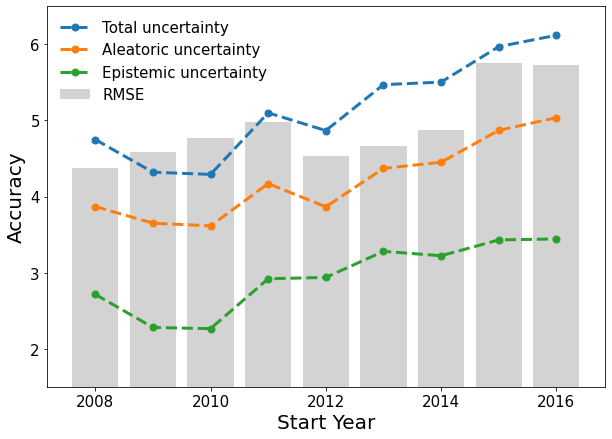 Total uncertainty
Aleatoric uncertainty
Epistemic uncertainty
RMSE
Accuracy
6
5
4
3
2
2008 2010 2012 2014 2016
Start Year